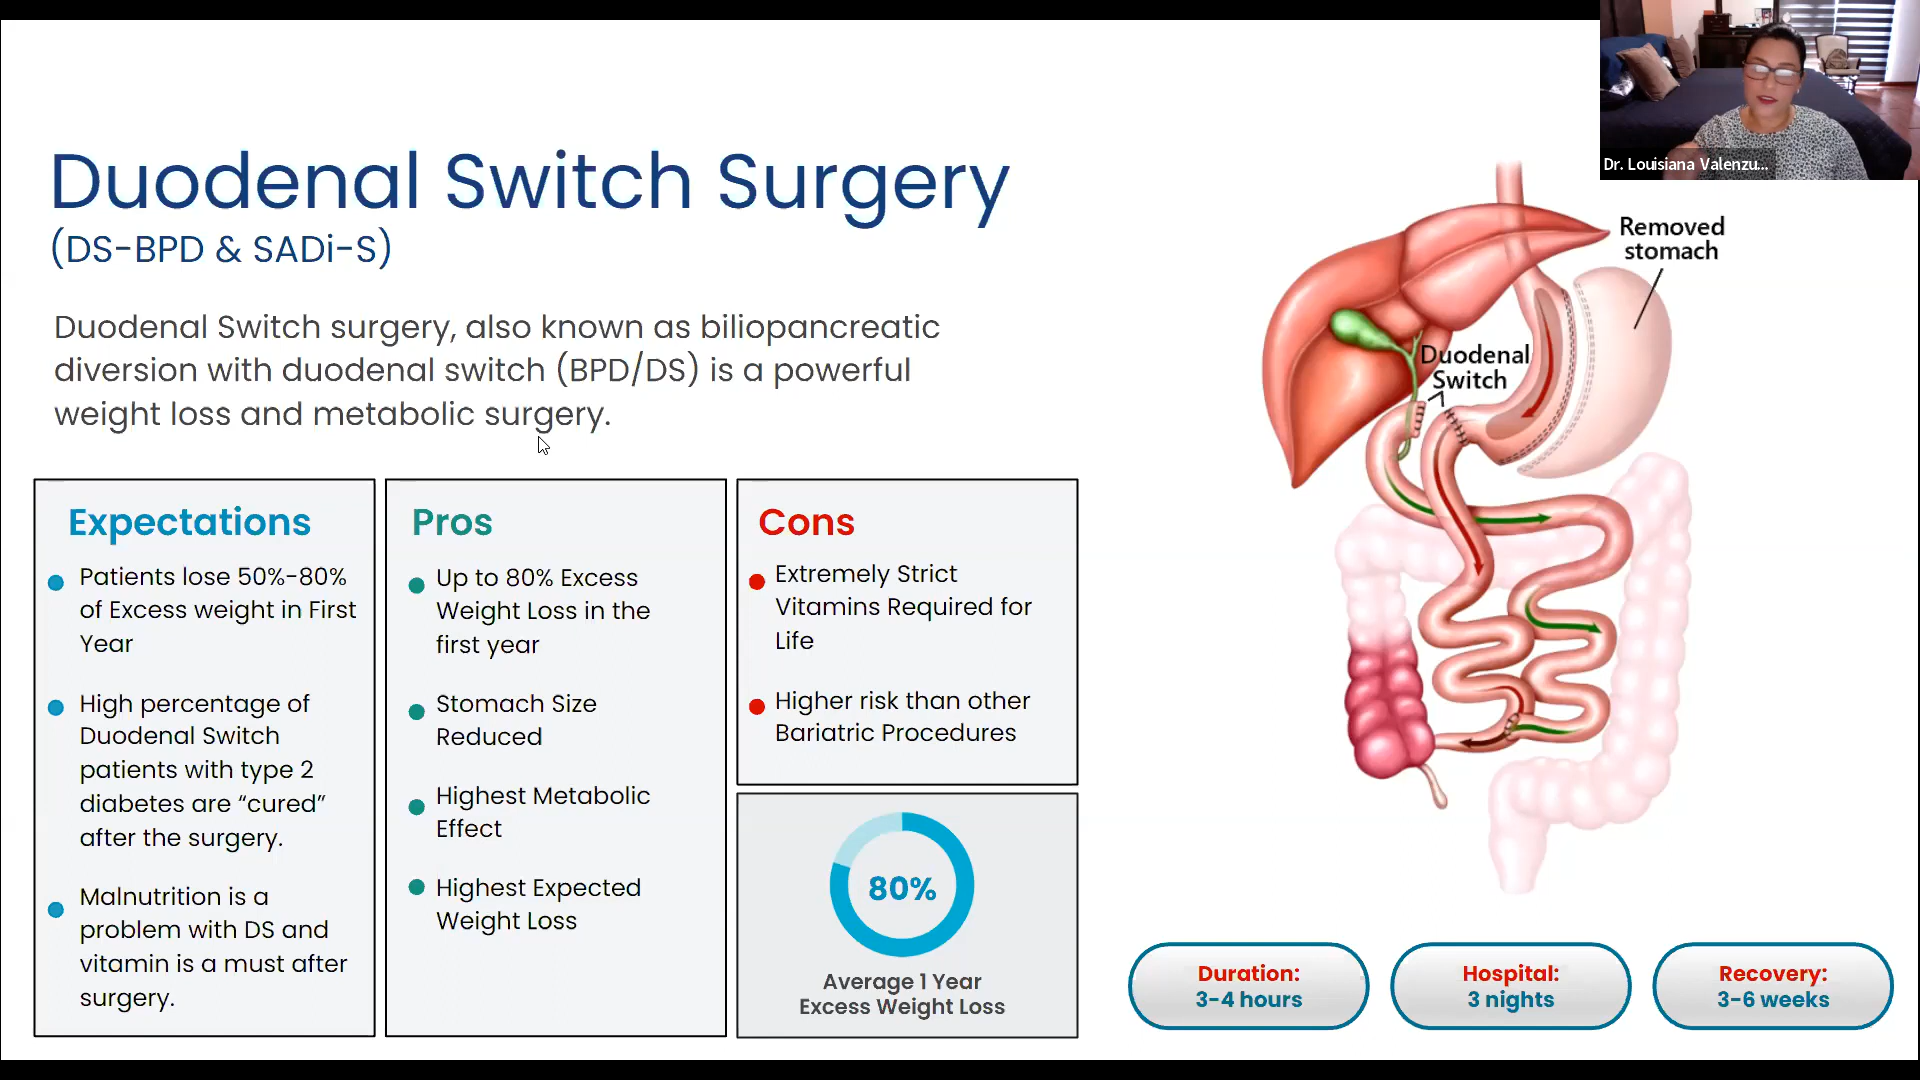 Dr. Louisiana Valenzu...
Duodenal Switch Surgery
(DS-BPD & SADi-S)
Duodenal Switch surgery, also known as biliopancreatic
diversion with duodenal switch (BPD/DS) is a powerful
weight loss and metabolic surgery.
Expectations
Patients lose 50%-80%
of Excess weight in First
Year
High percentage of
Duodenal Switch
patients with type 2
diabetes are “cured”
after the surgery.
Malnutrition is a
problem with DS and
vitamin is a must after
surgery.
Pros
Up to 80% Excess
Weight Loss in the
first year
Stomach Size
Reduced
Highest Metabolic
Effect
Highest Expected
Weight Loss
Cons
Extremely Strict
Vitamins Required for
Life
Higher risk than other
Bariatric Procedures
80%
Average 1 Year
Excess Weight Loss
Removed
stomach
Duodenal
Switch
Duration:
3-4 hours
Hospital:
3 nights
Recovery:
3-6 weeks